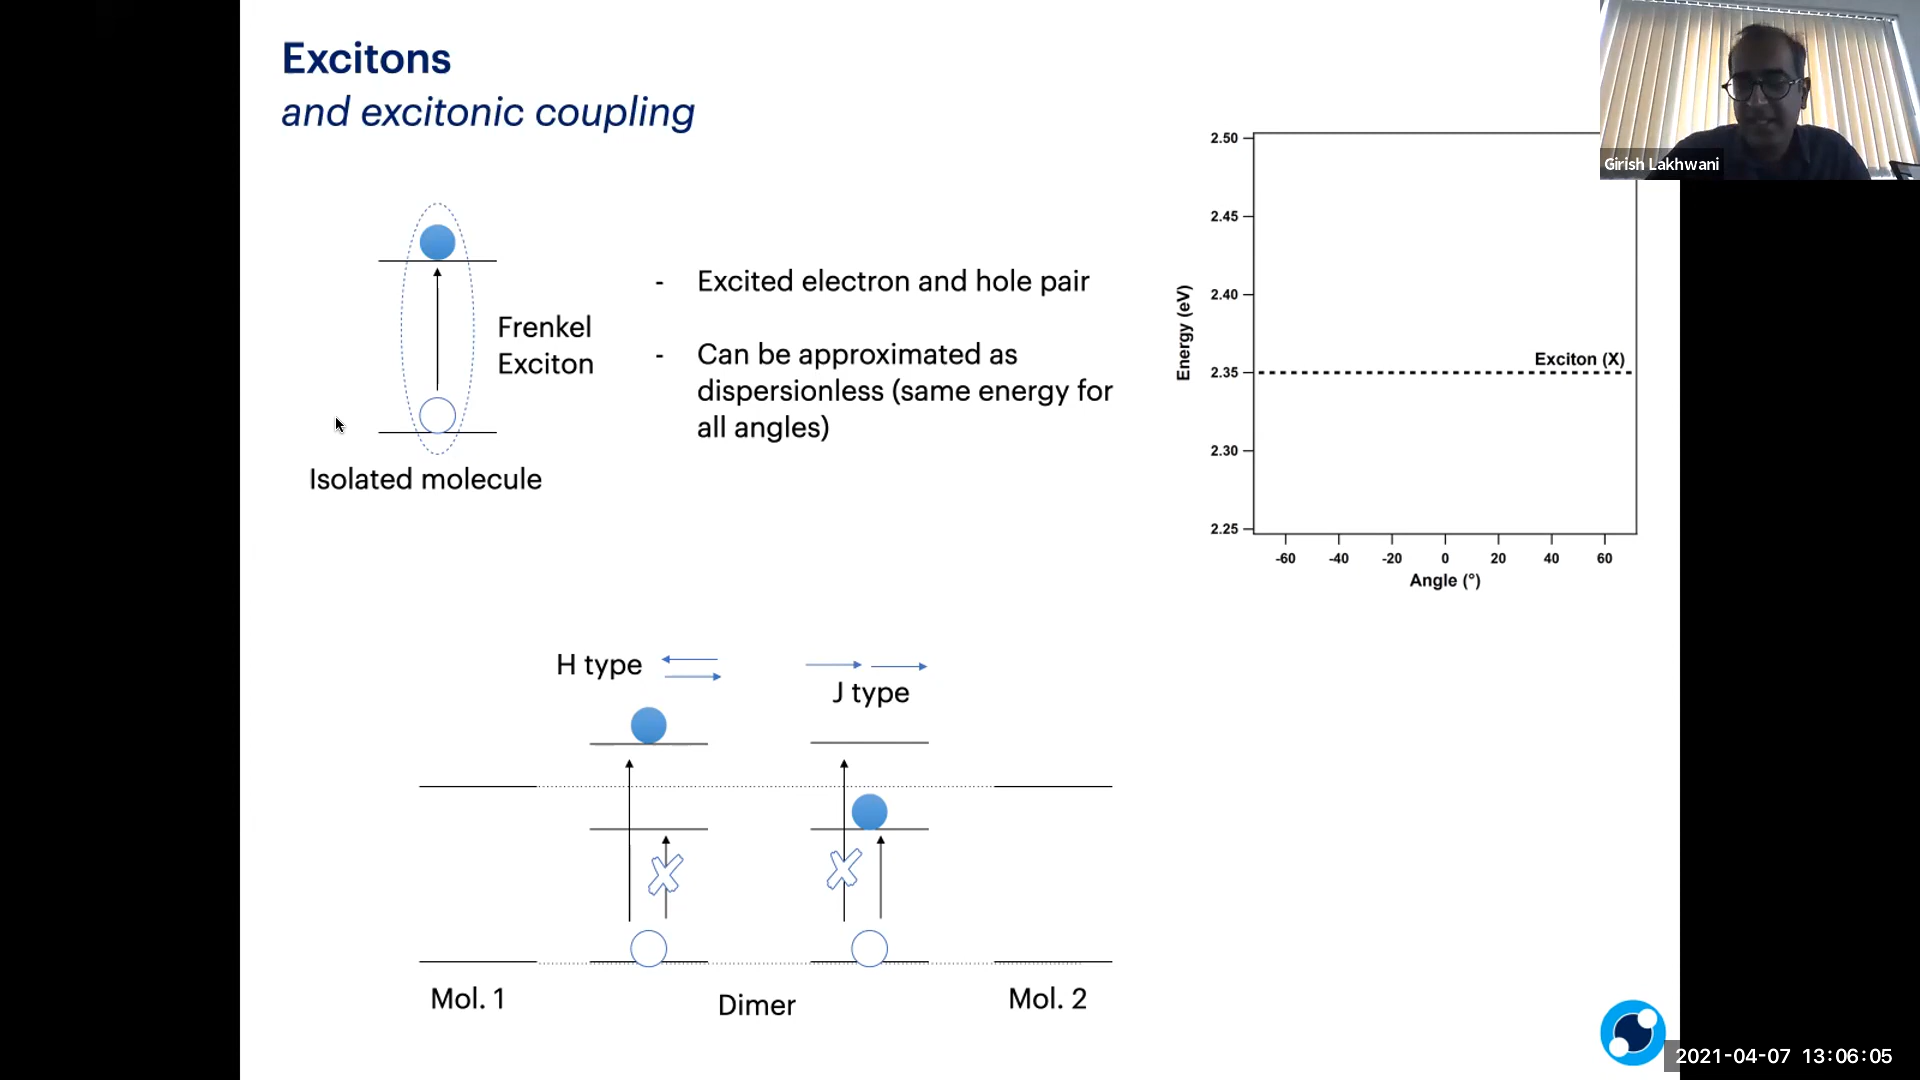 Excitons
and excitonic coupling
Girish Lakhwani
Frenkel
Exciton
Isolated molecule
- Excited electron and hole pair
- Can be approximated as
dispersionless (same energy for
all angles)
2.50
2.45
2.40
2.35
2.30
2.25
Energy (eV)
Exciton (X)
-60 -40 -20 0 20 40 60
Angle (°)
H type
J type
Mol. 1
Dimer
Mol. 2
2021-04-07 13:06:05